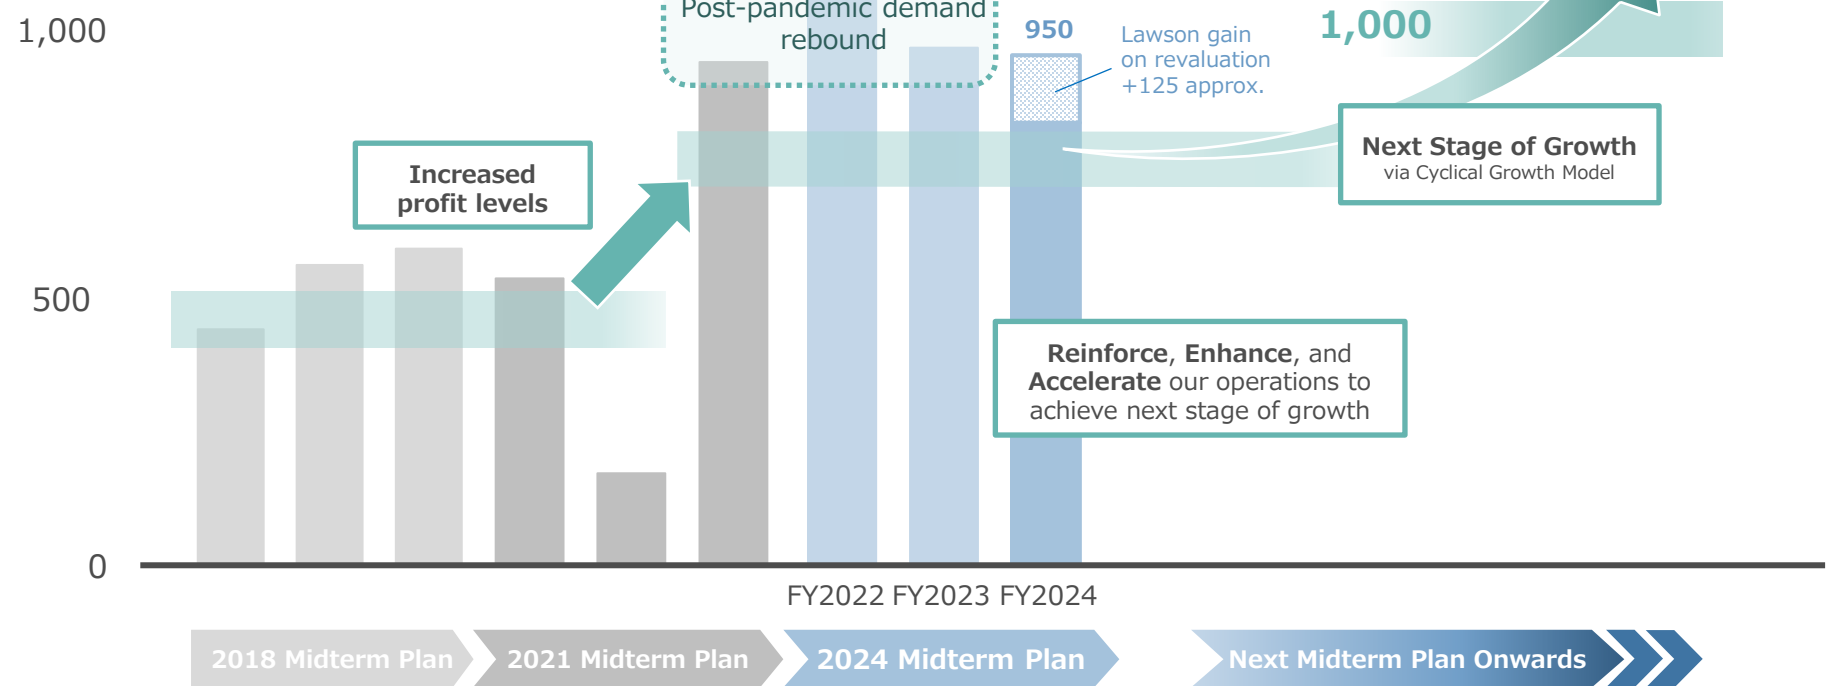 Post-pandemic demand
rebound
1,000
950
Lawson gain
on revaluation
+125 approx.
1,000
Increased
profit levels
Next Stage of Growth
via Cyclical Growth Model
500
Reinforce, Enhance, and
Accelerate our operations to
achieve next stage of growth
0
FY2022 FY2023 FY2024
2018 Midterm Plan
2021 Midterm Plan
2024 Midterm Plan
Next Midterm Plan Onwards